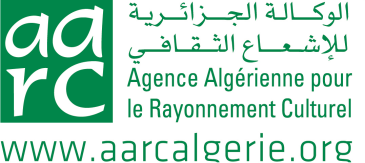 aa
rc
الوكالة الجزائرية
للإشعاع الثقافي
Agence Algérienne pour
le Rayonnement Culturel
www.aarcalgerie.org